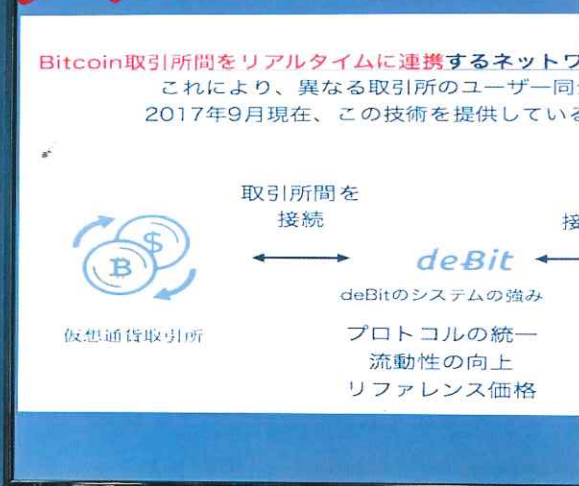 Bitcoin取引所間をリアルタイムに連携するネットワ
これにより、異なる取引所のユーザー同
2017年9月現在、この技術を提供している
取引所間を
接続
接
deBit
deBitのシステムの強み
仮想通貨取引所
プロトコルの統一
流動性の向上
リファレンス価格